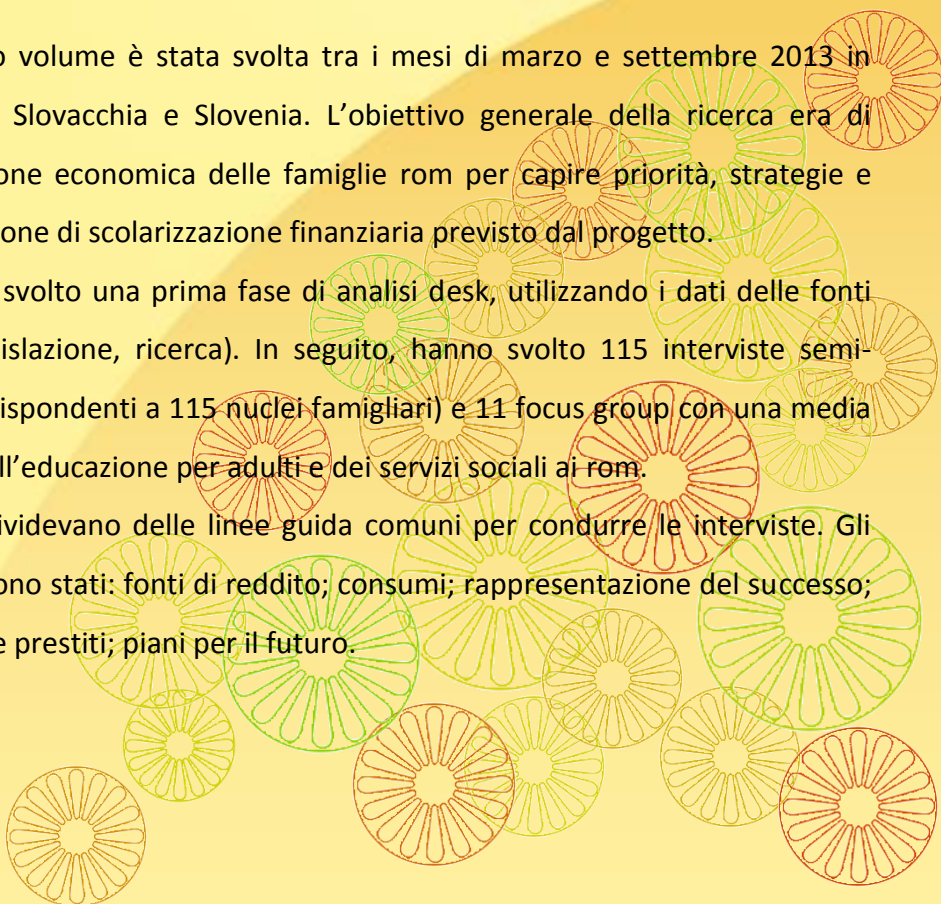 o volume è stata svolta tra i mesi di marzo e settembre 2013 in
Slovacchia e Slovenia. L’obiettivo generale della ricerca era di
one economica delle famiglie rom per capire priorità, strategie e
one di scolarizzazione finanziaria previsto dal progetto.
svolto una prima fase di analisi desk, utilizzando i dati delle fonti
islazione, ricerca). In seguito, hanno svolto 115 interviste semi-
rispondenti a 115 nuclei famigliari) e 11 focus group con una media
ll’educazione per adulti e dei servizi sociali ai rom.
ividevano delle linee guida comuni per condurre le interviste. Gli
ono stati: fonti di reddito; consumi; rappresentazione del successo;
e prestiti; piani per il futuro.